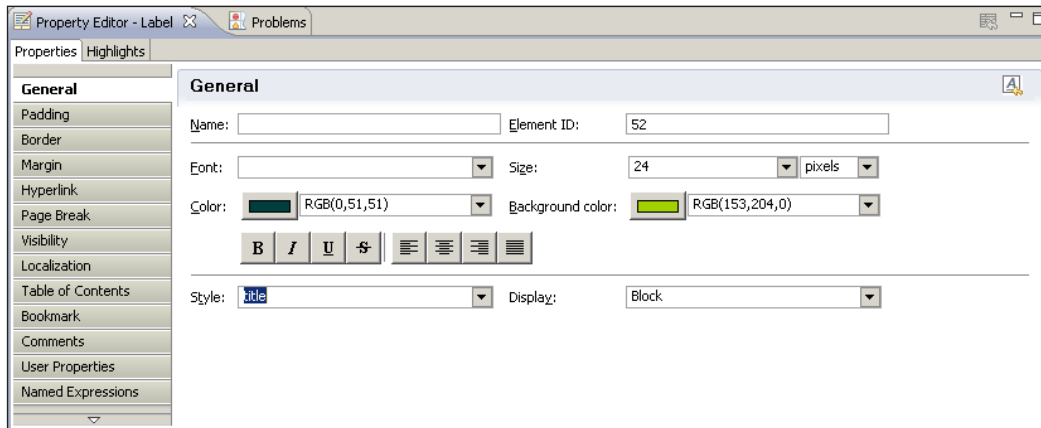 Property Editor - Label Problems
Properties Highlights
General
Padding
Border
Margin
Hyperlink
Page Break
Visibility
Localization
Table of Contents
Bookmark
Comments
User Properties
Named Expressions
General
Name: Element ID: 52
Font: Size: 24 pixels
Color: RGB(0,51,51) Background color: RGB(153,204,0)
B I U S
Style: title Display: Block